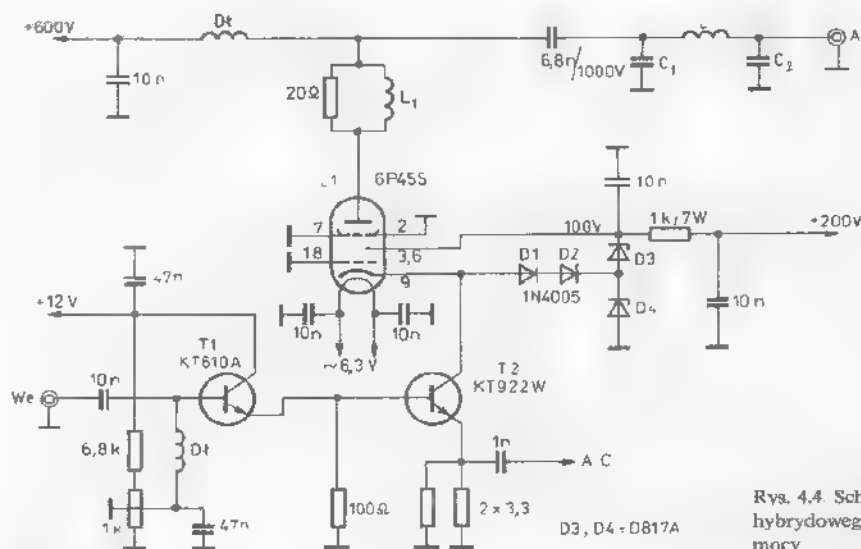 +600V
Dł
10n
6,8n/1000V
C1
C2
A
20Ω
L1
6P45S
7
2
18
3,6
9
100V
10n
1k/7W
+200V
D1
D2
1N4005
D3
D4
10n
47n
+12V
10n
10n
~6,3V
T1
KT610A
T2
KT922W
We
10n
6,8k
Dł
1k
47n
100Ω
1n
AC
2×3,3
D3, D4 = D817A
Rys. 4.4. Sch
hybrydoweg
mocy